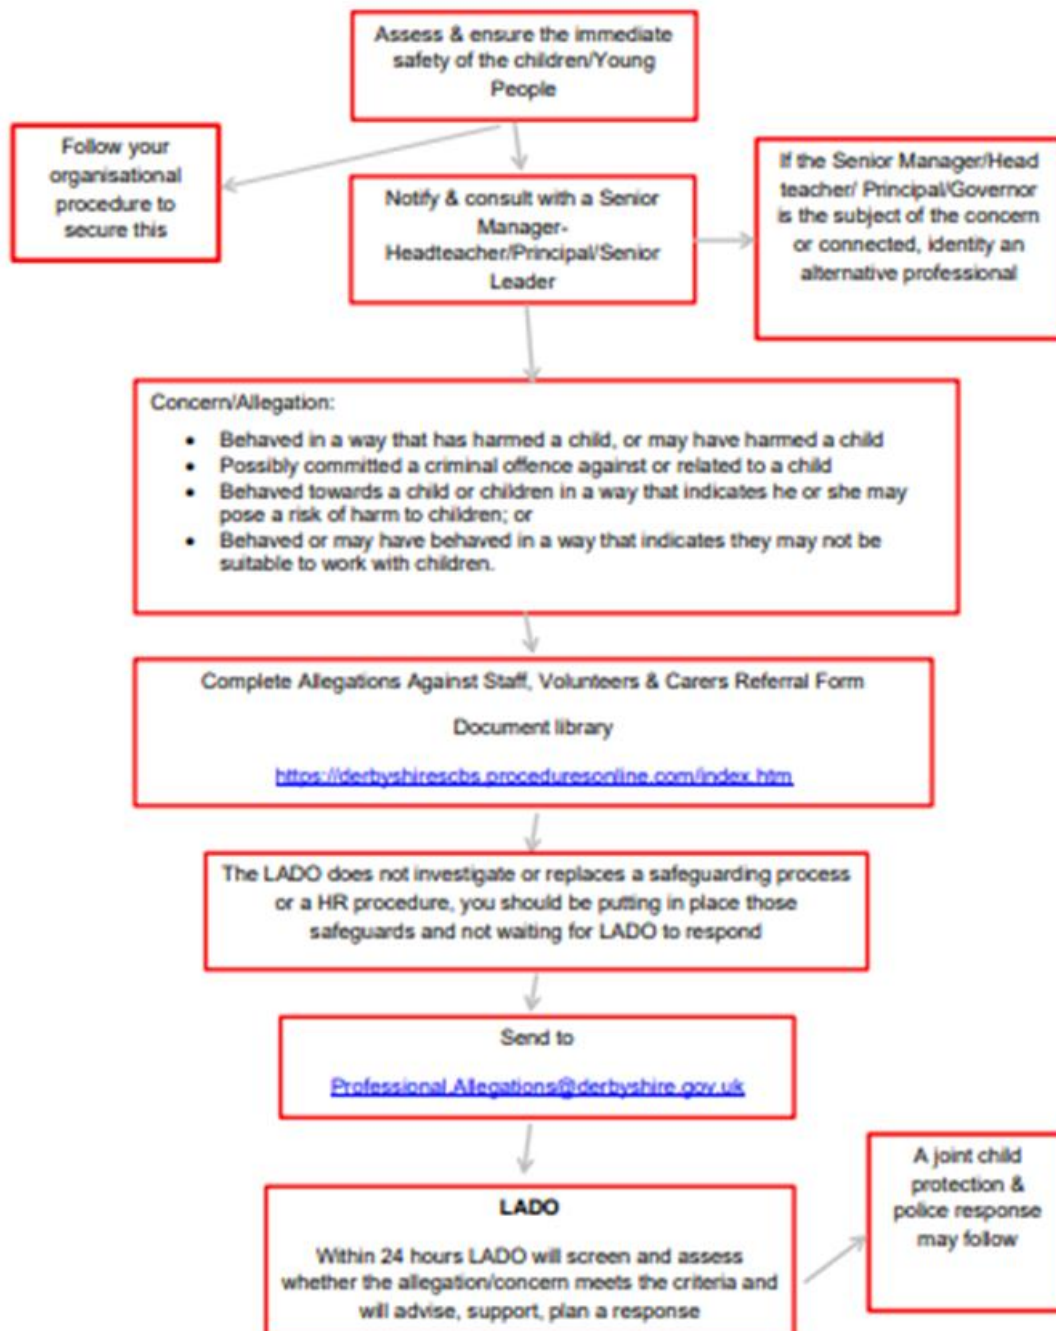 Assess & ensure the immediate
safety of the children/Young
People
Follow your
organisational
procedure to
secure this
Notify & consult with a Senior
Manager-
Headteacher/Principal/Senior
Leader
If the Senior Manager/Head
teacher/ Principal/Governor
is the subject of the concern
or connected, identity an
alternative professional
Concern/Allegation:
• Behaved in a way that has harmed a child, or may have harmed a child
• Possibly committed a criminal offence against or related to a child
• Behaved towards a child or children in a way that indicates he or she may
pose a risk of harm to children; or
• Behaved or may have behaved in a way that indicates they may not be
suitable to work with children.
Complete Allegations Against Staff, Volunteers & Carers Referral Form
Document library
https://derbyshirescbs.proceduresonline.com/index.htm
The LADO does not investigate or replaces a safeguarding process
or a HR procedure, you should be putting in place those
safeguards and not waiting for LADO to respond
Send to
Professional.Allegations@derbyshire.gov.uk
LADO
Within 24 hours LADO will screen and assess
whether the allegation/concern meets the criteria and
will advise, support, plan a response
A joint child
protection &
police response
may follow